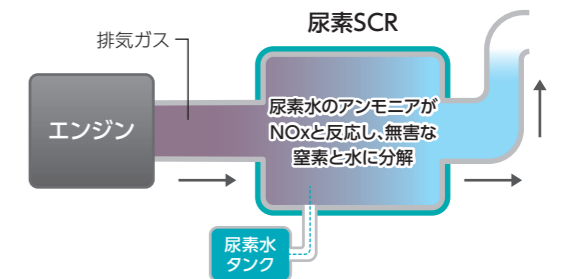 尿素SCR
排気ガス
エンジン
尿素水のアンモニアが
NOxと反応し、無害な
窒素と水に分解
尿素水
タンク